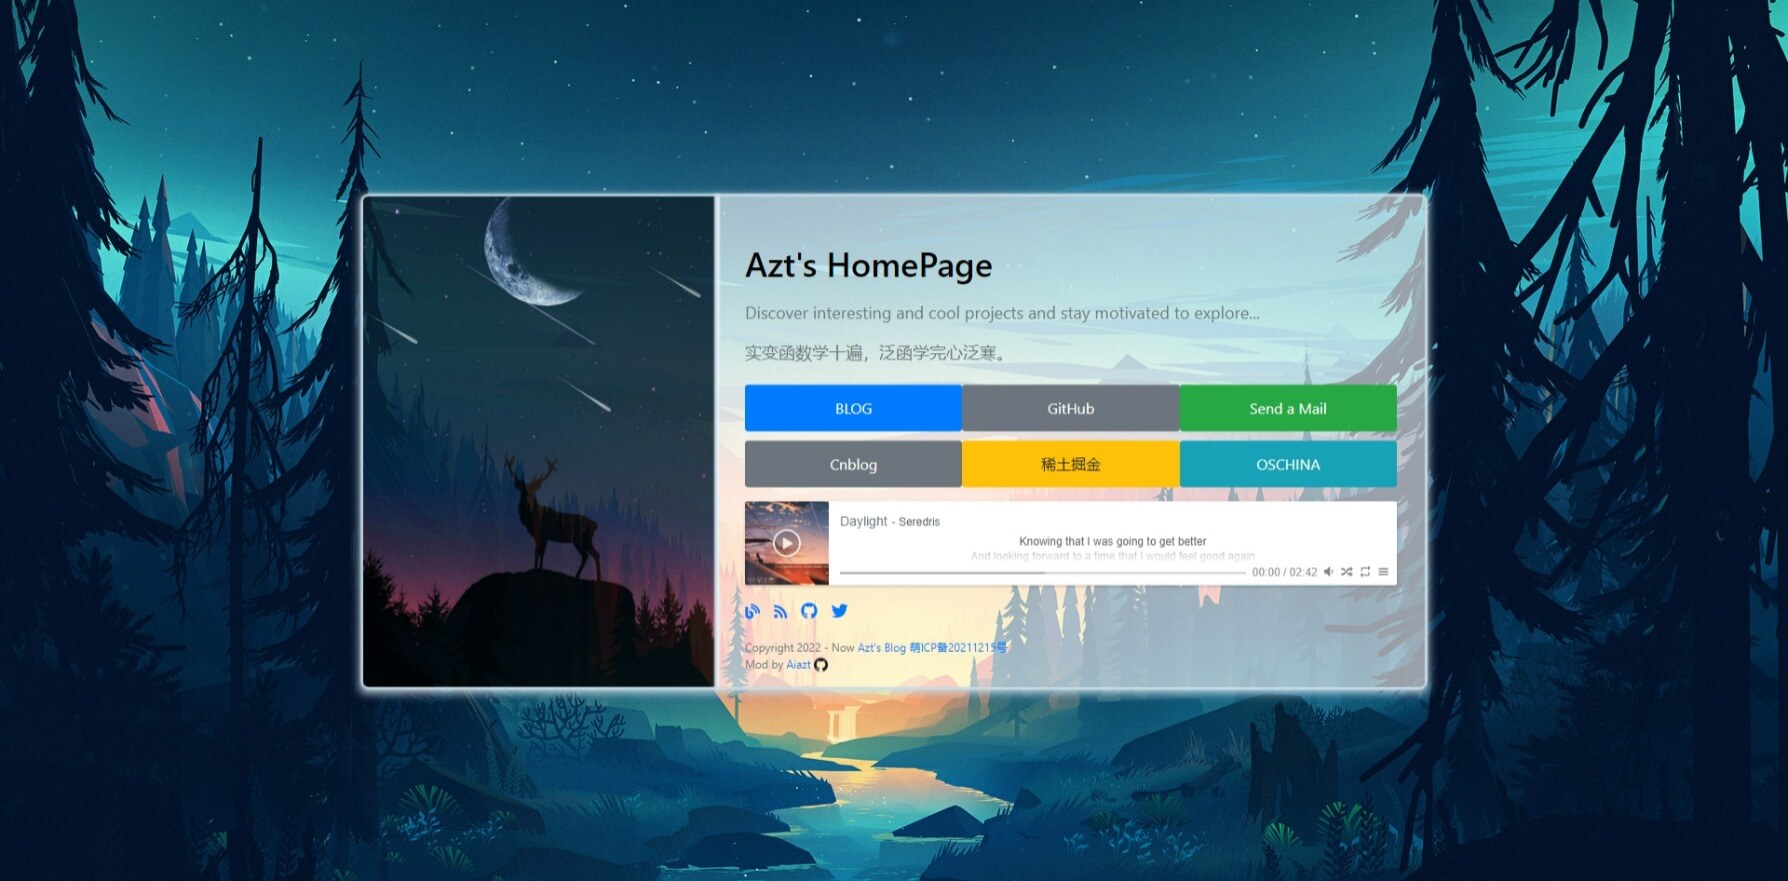 Azt's HomePage
Discover interesting and cool projects and stay motivated to explore...
实变函数学十遍，泛函学完心泛寒。
BLOG GitHub Send a Mail
Cnblog 稀土掘金 OSCHINA
Daylight - Seredris
Knowing that I was going to get better
And looking forward to a time that I would feel good again
00:00 / 02:42
Copyright 2022 - Now Azt's Blog 萌ICP备20211215号
Mod by Aiazt